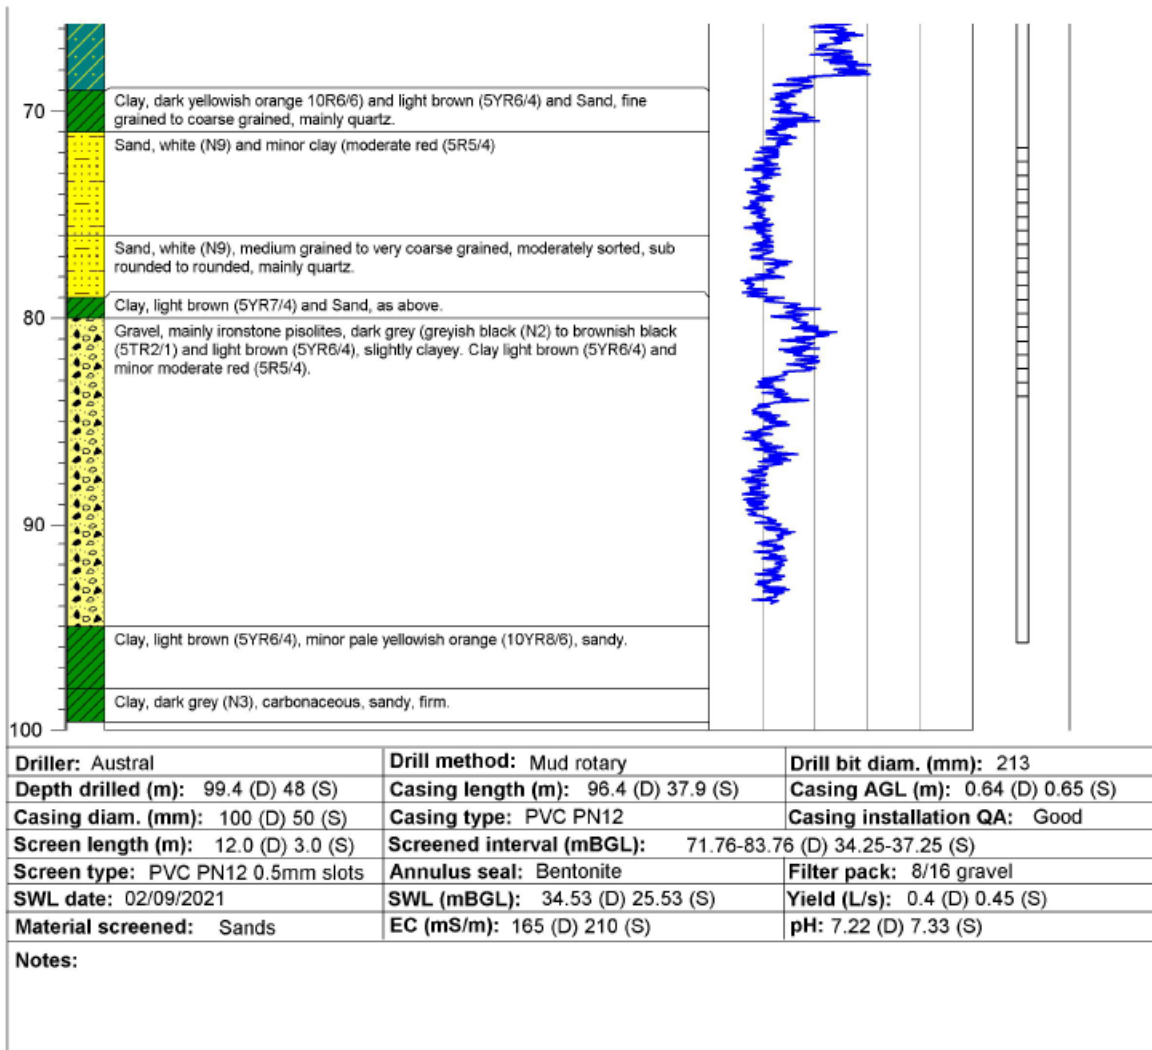 Clay, dark yellowish orange 10R6/6) and light brown (5YR6/4) and Sand, fine
grained to coarse grained, mainly quartz.
70
Sand, white (N9) and minor clay (moderate red (5R5/4)
Sand, white (N9), medium grained to very coarse grained, moderately sorted, sub
rounded to rounded, mainly quartz.
Clay, light brown (5YR7/4) and Sand, as above.
80
Gravel, mainly ironstone pisolites, dark grey (greyish black (N2) to brownish black
(5TR2/1) and light brown (5YR6/4), slightly clayey. Clay light brown (5YR6/4) and
minor moderate red (5R5/4).
90
Clay, light brown (5YR6/4), minor pale yellowish orange (10YR8/6), sandy.
Clay, dark grey (N3), carbonaceous, sandy, firm.
100
Driller: Austral Drill method: Mud rotary Drill bit diam. (mm): 213
Depth drilled (m): 99.4 (D) 48 (S) Casing length (m): 96.4 (D) 37.9 (S) Casing AGL (m): 0.64 (D) 0.65 (S)
Casing diam. (mm): 100 (D) 50 (S) Casing type: PVC PN12 Casing installation QA: Good
Screen length (m): 12.0 (D) 3.0 (S) Screened interval (mBGL): 71.76-83.76 (D) 34.25-37.25 (S)
Screen type: PVC PN12 0.5mm slots Annulus seal: Bentonite Filter pack: 8/16 gravel
SWL date: 02/09/2021 SWL (mBGL): 34.53 (D) 25.53 (S) Yield (L/s): 0.4 (D) 0.45 (S)
Material screened: Sands EC (mS/m): 165 (D) 210 (S) pH: 7.22 (D) 7.33 (S)
Notes: